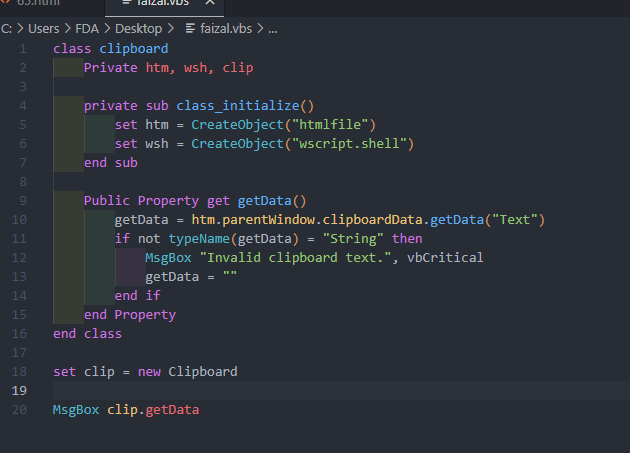 63.html faizal.vbs X
C: > Users > FDA > Desktop > faizal.vbs > ...
1 class clipboard
2     Private htm, wsh, clip
3
4     private sub class_initialize()
5         set htm = CreateObject("htmlfile")
6         set wsh = CreateObject("wscript.shell")
7     end sub
8
9     Public Property get getData()
10         getData = htm.parentWindow.clipboardData.getData("Text")
11         if not typeName(getData) = "String" then
12             MsgBox "Invalid clipboard text.", vbCritical
13             getData = ""
14         end if
15     end Property
16 end class
17
18 set clip = new Clipboard
19
20 MsgBox clip.getData